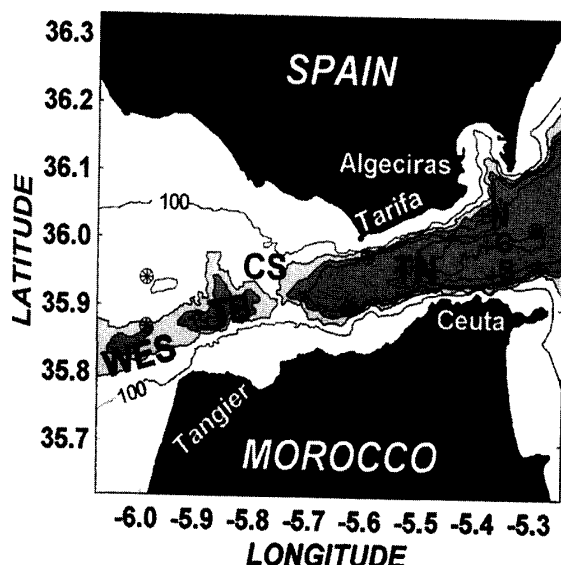 36.3
SPAIN
36.2
36.1
Algeciras
Tarifa
100
36.0
N
CS
C
TN
S
LATITUDE
35.9
TB
Ceuta
WES
35.8
100
Tangier
35.7
MOROCCO
-6.0 -5.9 -5.8 -5.7 -5.6 -5.5 -5.4 -5.3
LONGITUDE